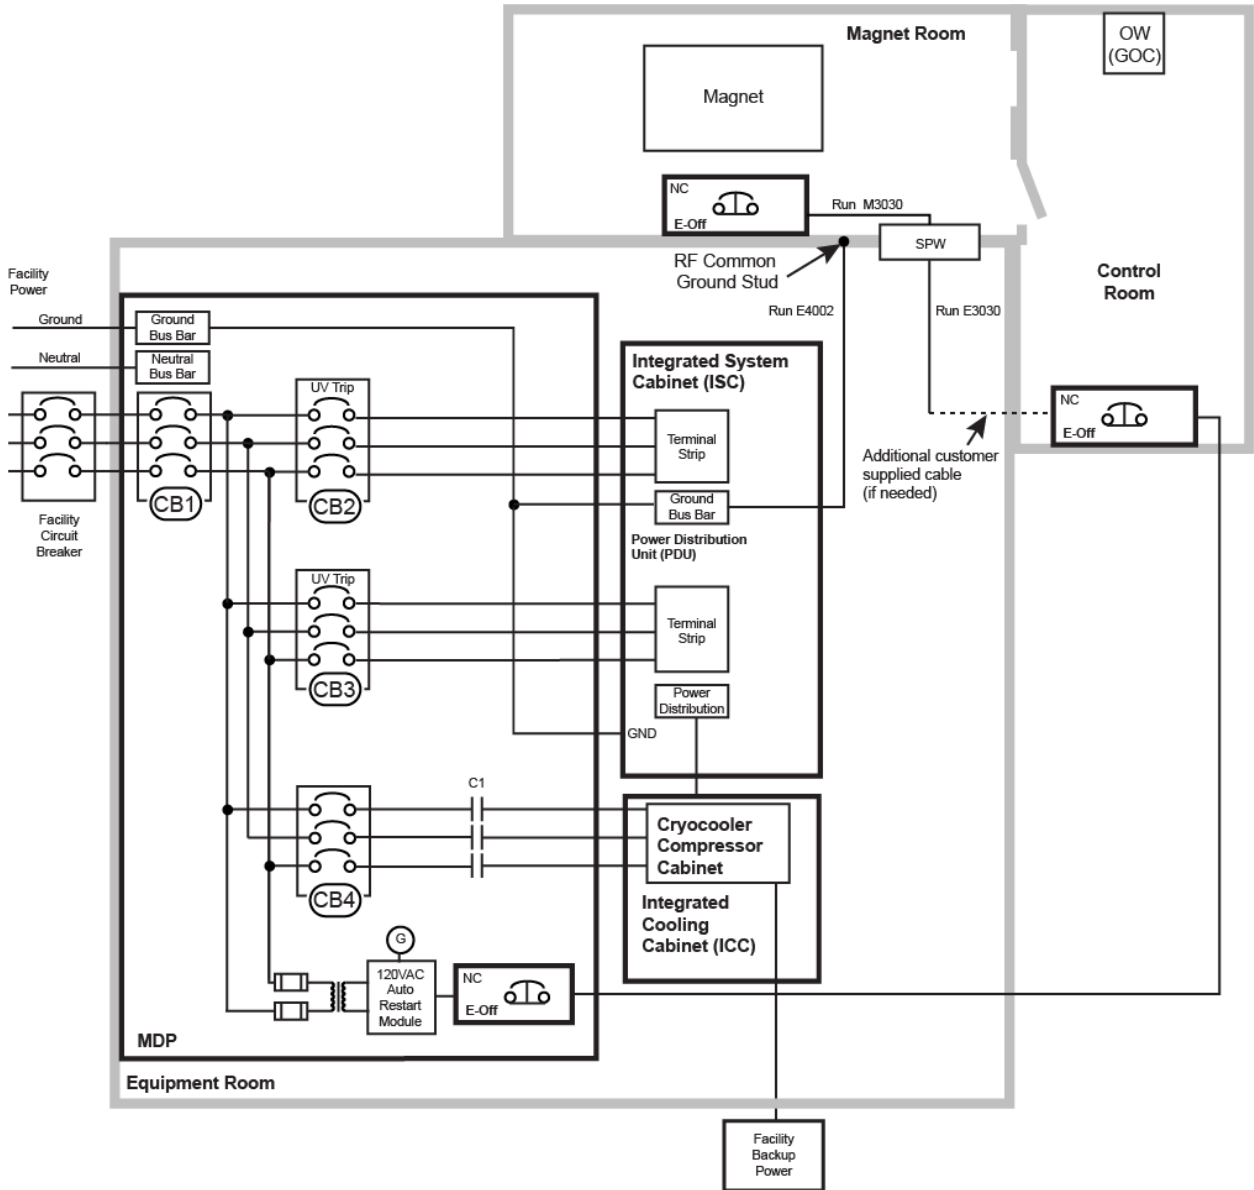 Magnet Room
OW
(GOC)
Magnet
NC
E-Off
Run M3030
SPW
RF Common
Ground Stud
Control
Room
Facility
Power
Run E4002
Run E3030
Ground
Ground
Bus Bar
Neutral
Neutral
Bus Bar
UV Trip
Integrated System
Cabinet (ISC)
NC
E-Off
Terminal
Strip
Additional customer
supplied cable
(if needed)
CB1
CB2
Ground
Bus Bar
Facility
Circuit
Breaker
Power Distribution
Unit (PDU)
UV Trip
Terminal
Strip
CB3
Power
Distribution
GND
C1
Cryocooler
Compressor
Cabinet
CB4
Integrated
Cooling
Cabinet (ICC)
G
120VAC
Auto
Restart
Module
NC
E-Off
MDP
Equipment Room
Facility
Backup
Power